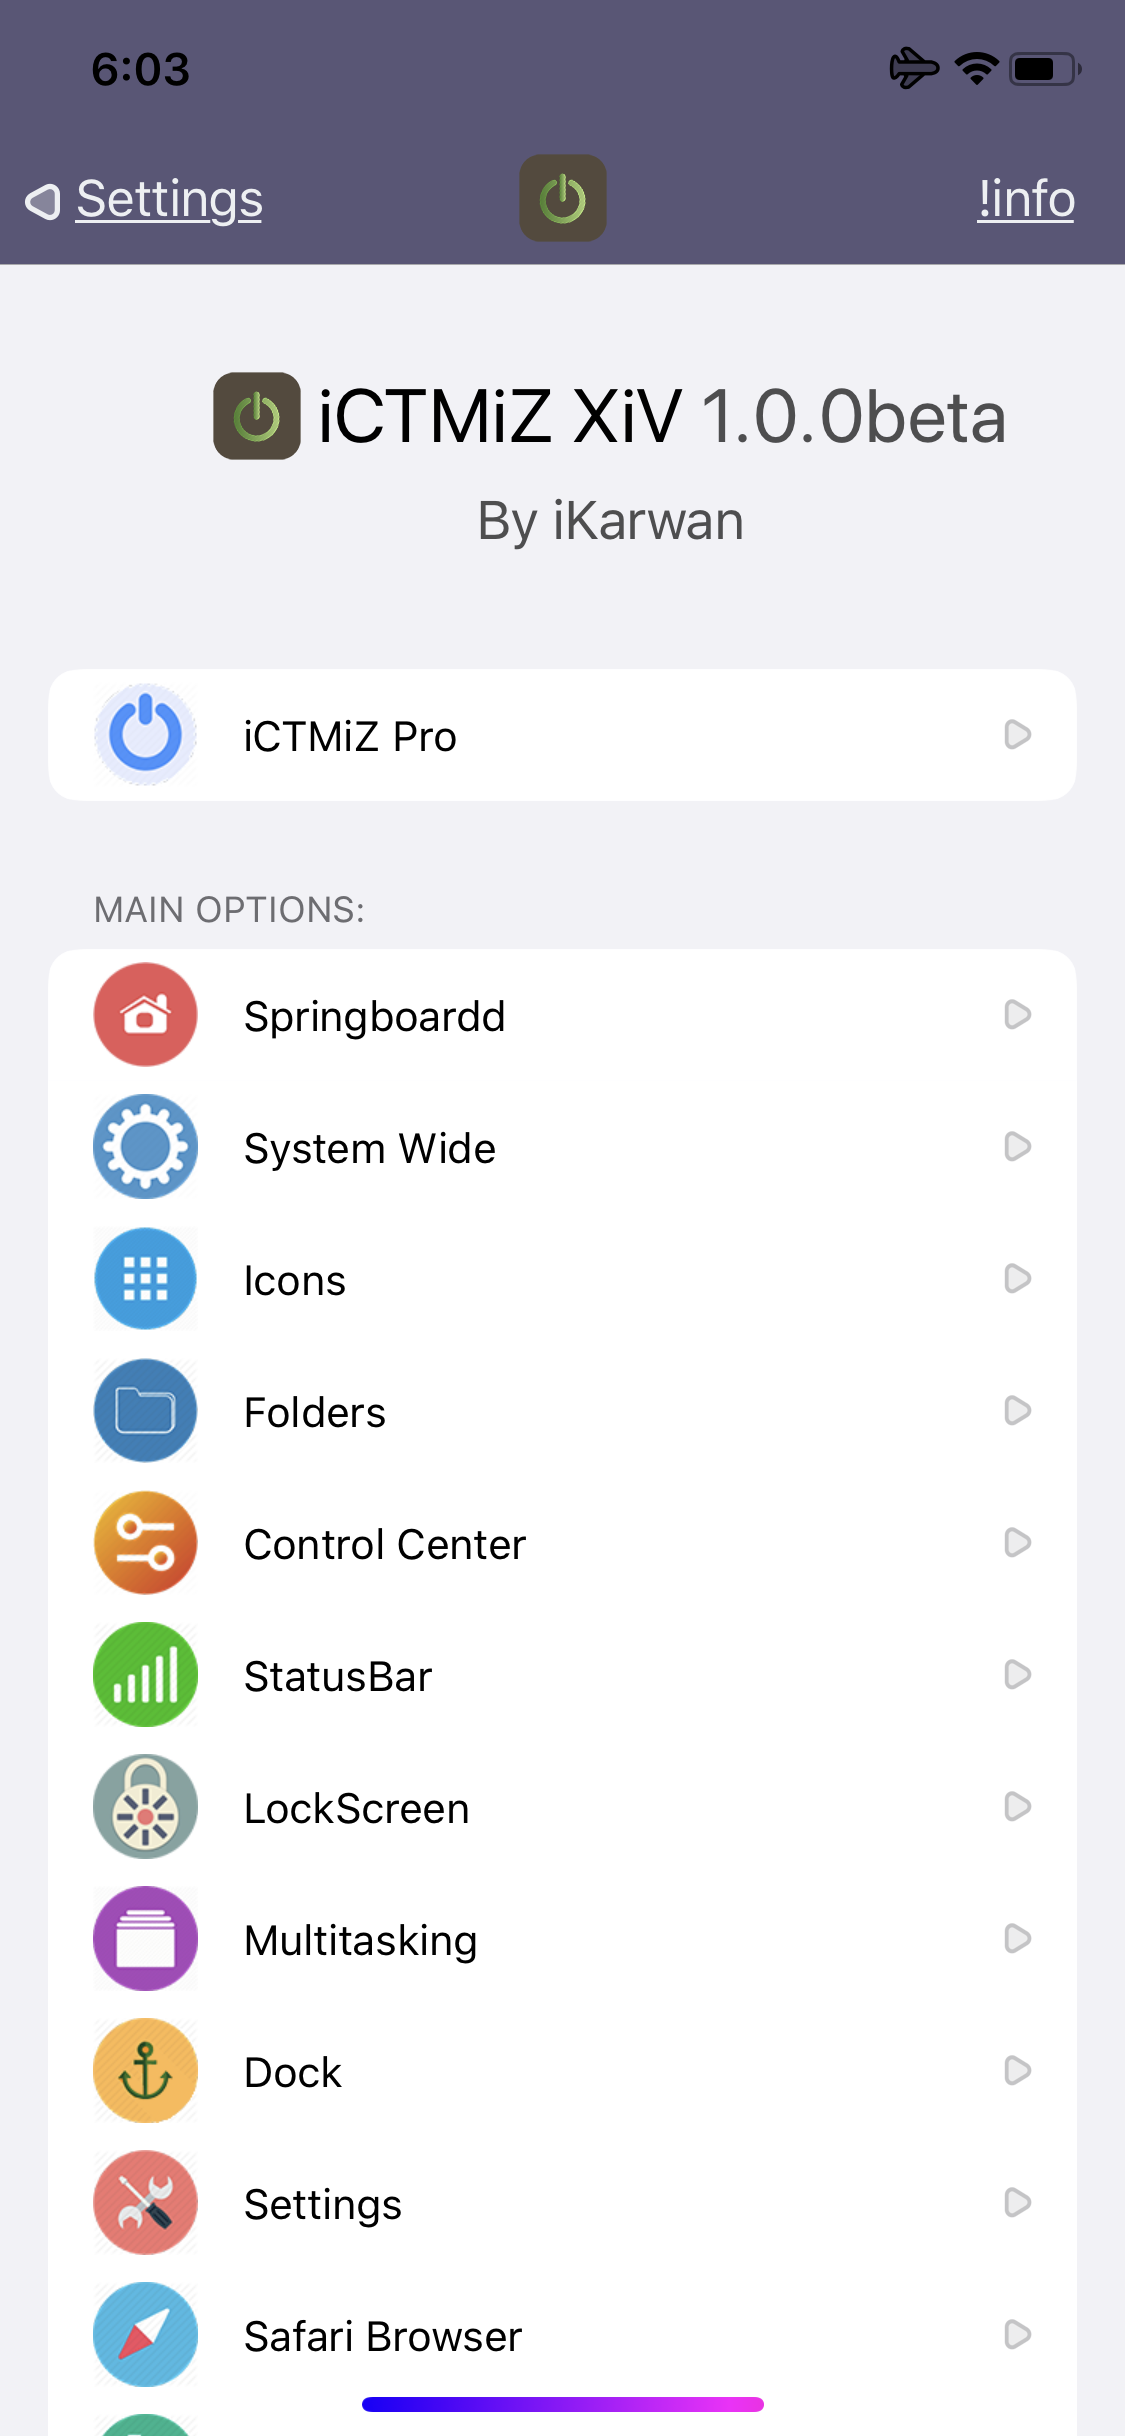 6:03
Settings
!info
iCTMiZ XiV 1.0.0beta
By iKarwan
iCTMiZ Pro
MAIN OPTIONS:
Springboardd
System Wide
Icons
Folders
Control Center
StatusBar
LockScreen
Multitasking
Dock
Settings
Safari Browser